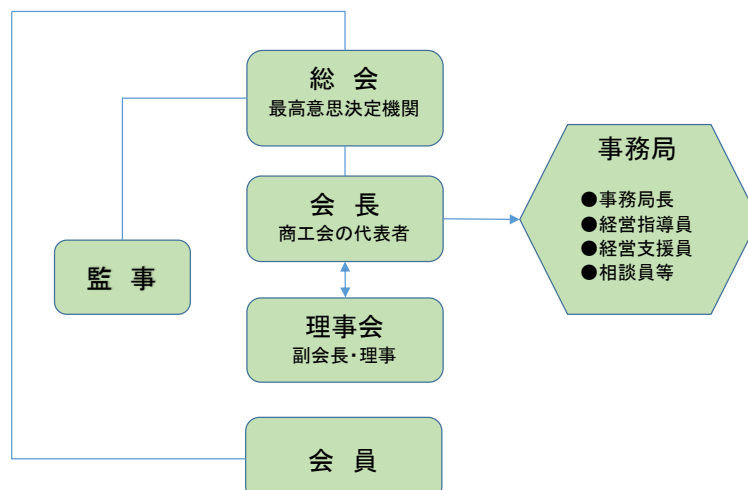 総 会
最高意思決定機関
会 長
商工会の代表者
監 事
理事会
副会長・理事
会 員
事務局
●事務局長
●経営指導員
●経営支援員
●相談員等